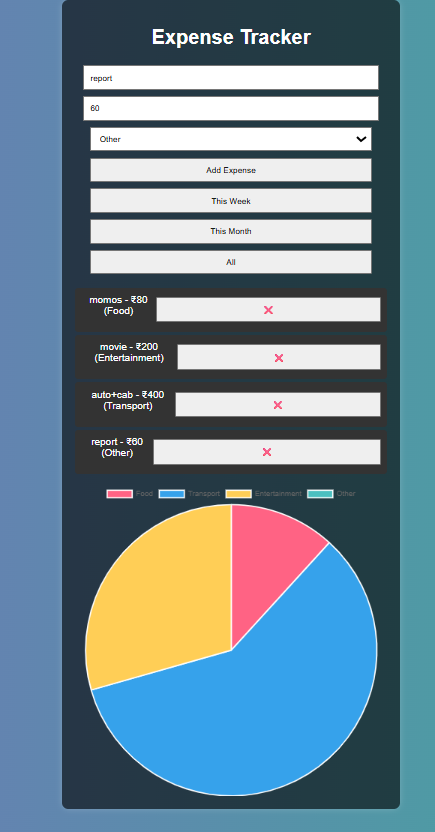 Expense Tracker
report
60
Other
Add Expense
This Week
This Month
All
momos - ₹80
(Food)
movie - ₹200
(Entertainment)
auto+cab - ₹400
(Transport)
report - ₹60
(Other)
Food Transport Entertainment Other